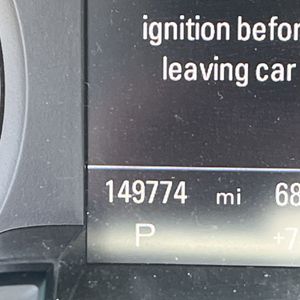 ignition befor
leaving car
149774 mi 68
P +7